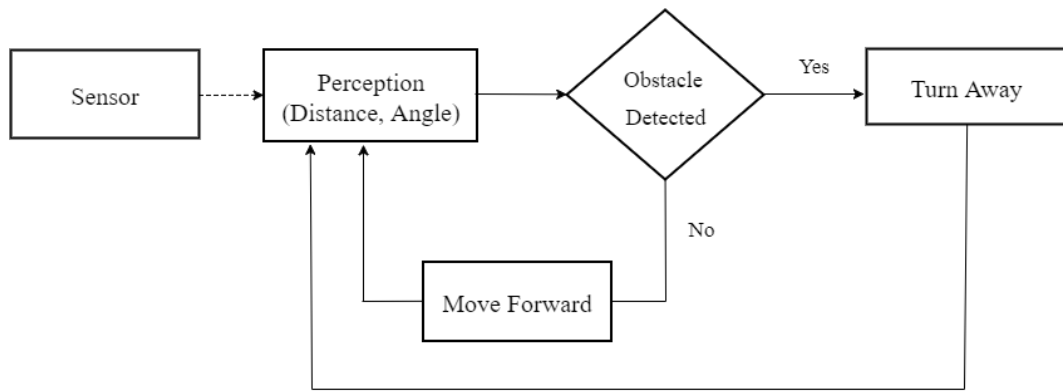 Sensor
Perception
(Distance, Angle)
Obstacle
Detected
Yes
Turn Away
No
Move Forward